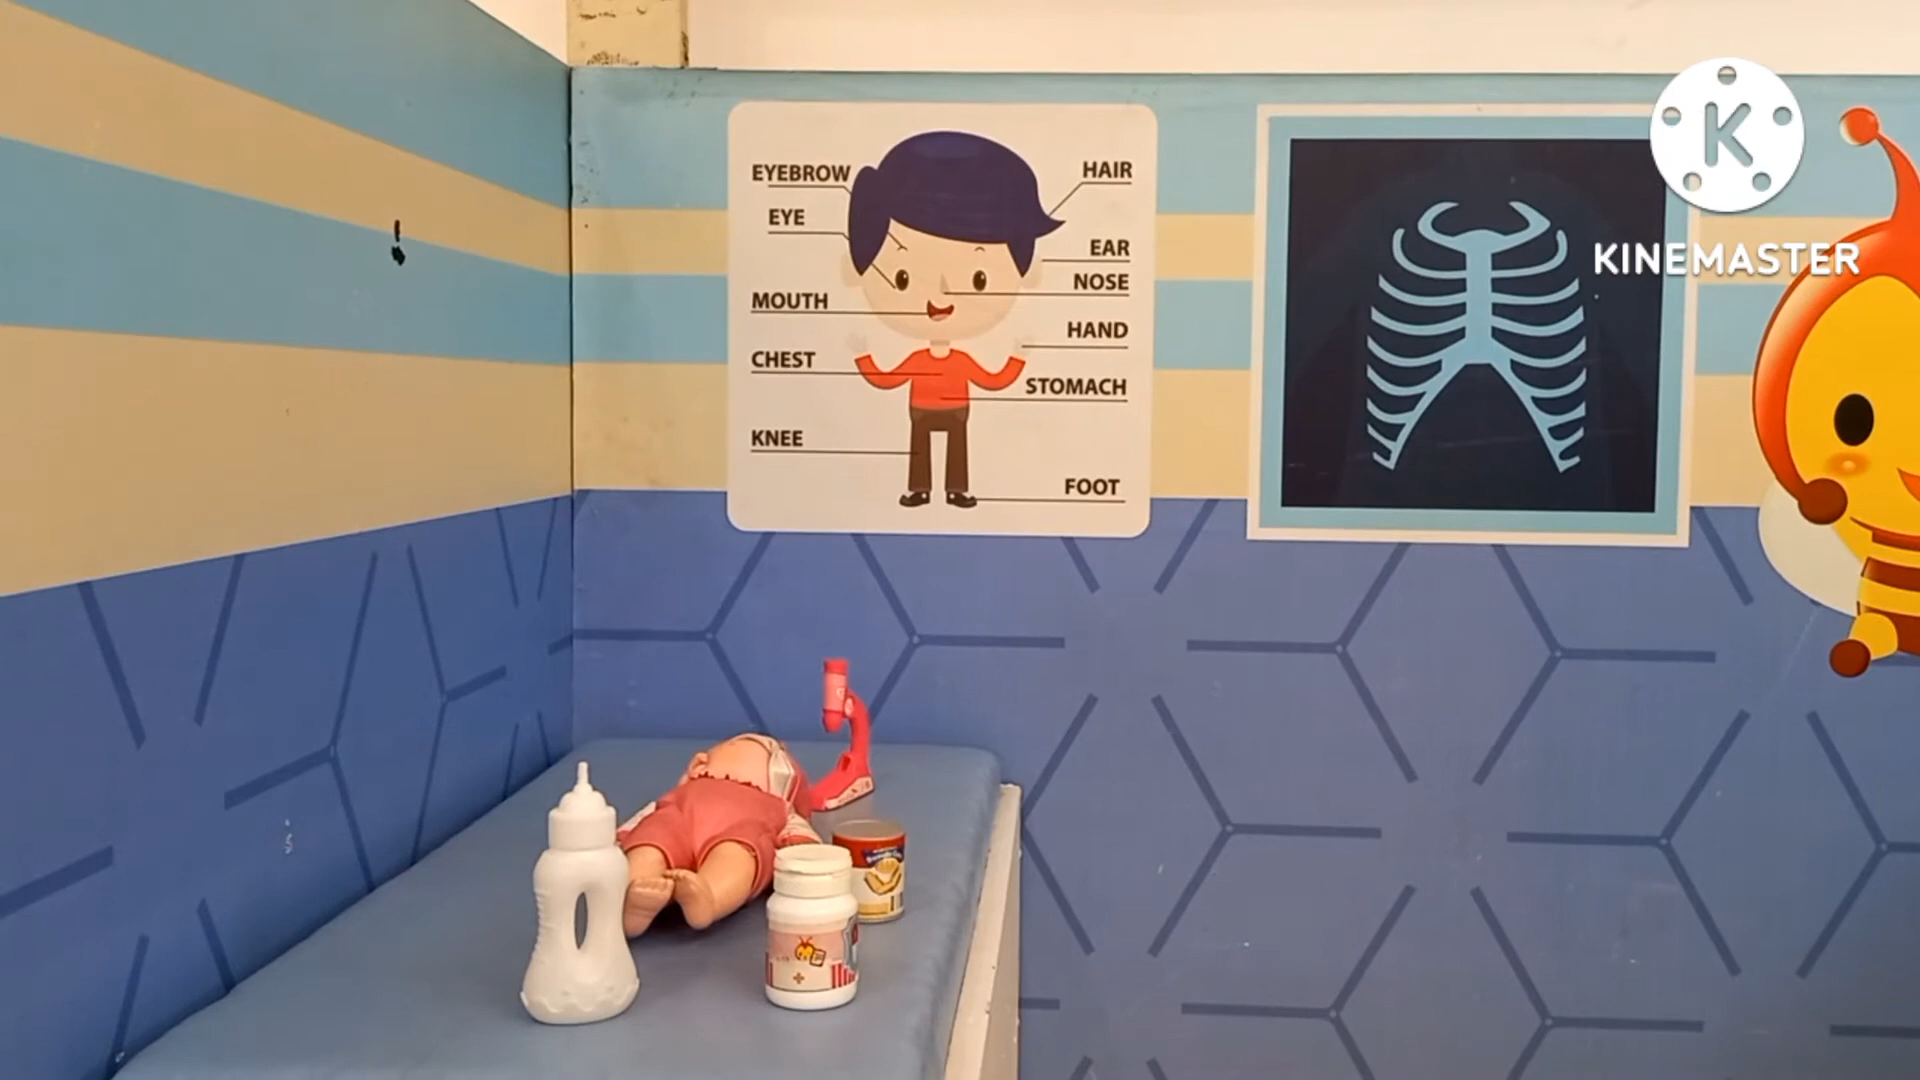 EYEBROW
HAIR
EYE
EAR
NOSE
MOUTH
HAND
CHEST
STOMACH
KNEE
FOOT
K
KINEMASTER